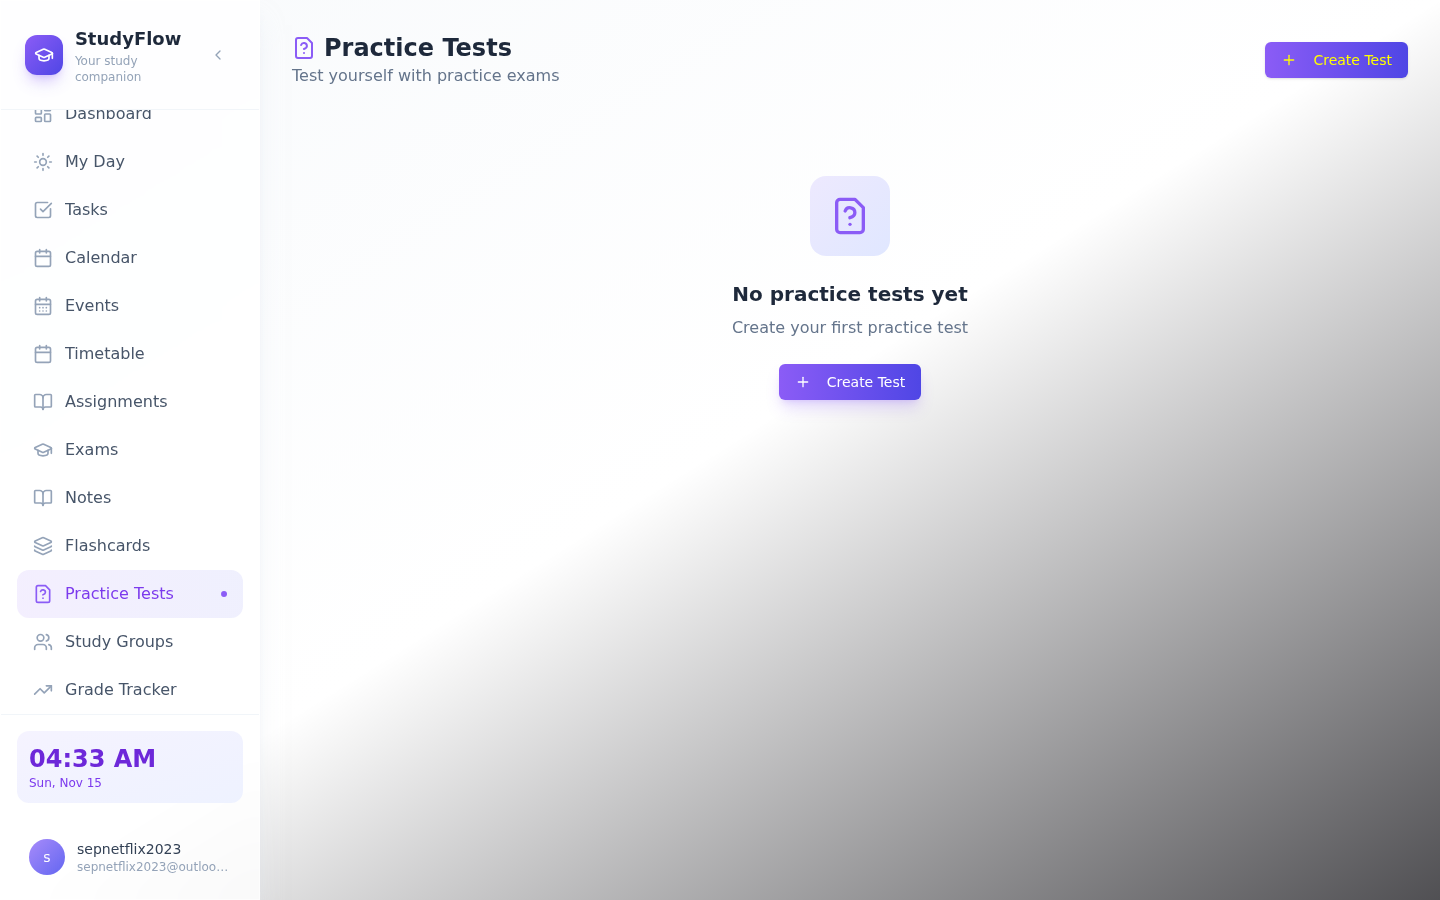 StudyFlow
Your study
companion
Dashboard
My Day
Tasks
Calendar
Events
Timetable
Assignments
Exams
Notes
Flashcards
Practice Tests
Study Groups
Grade Tracker
04:33 AM
Sun, Nov 15
s
sepnetflix2023
sepnetflix2023@outloo...
Practice Tests
Test yourself with practice exams
Create Test
No practice tests yet
Create your first practice test
Create Test